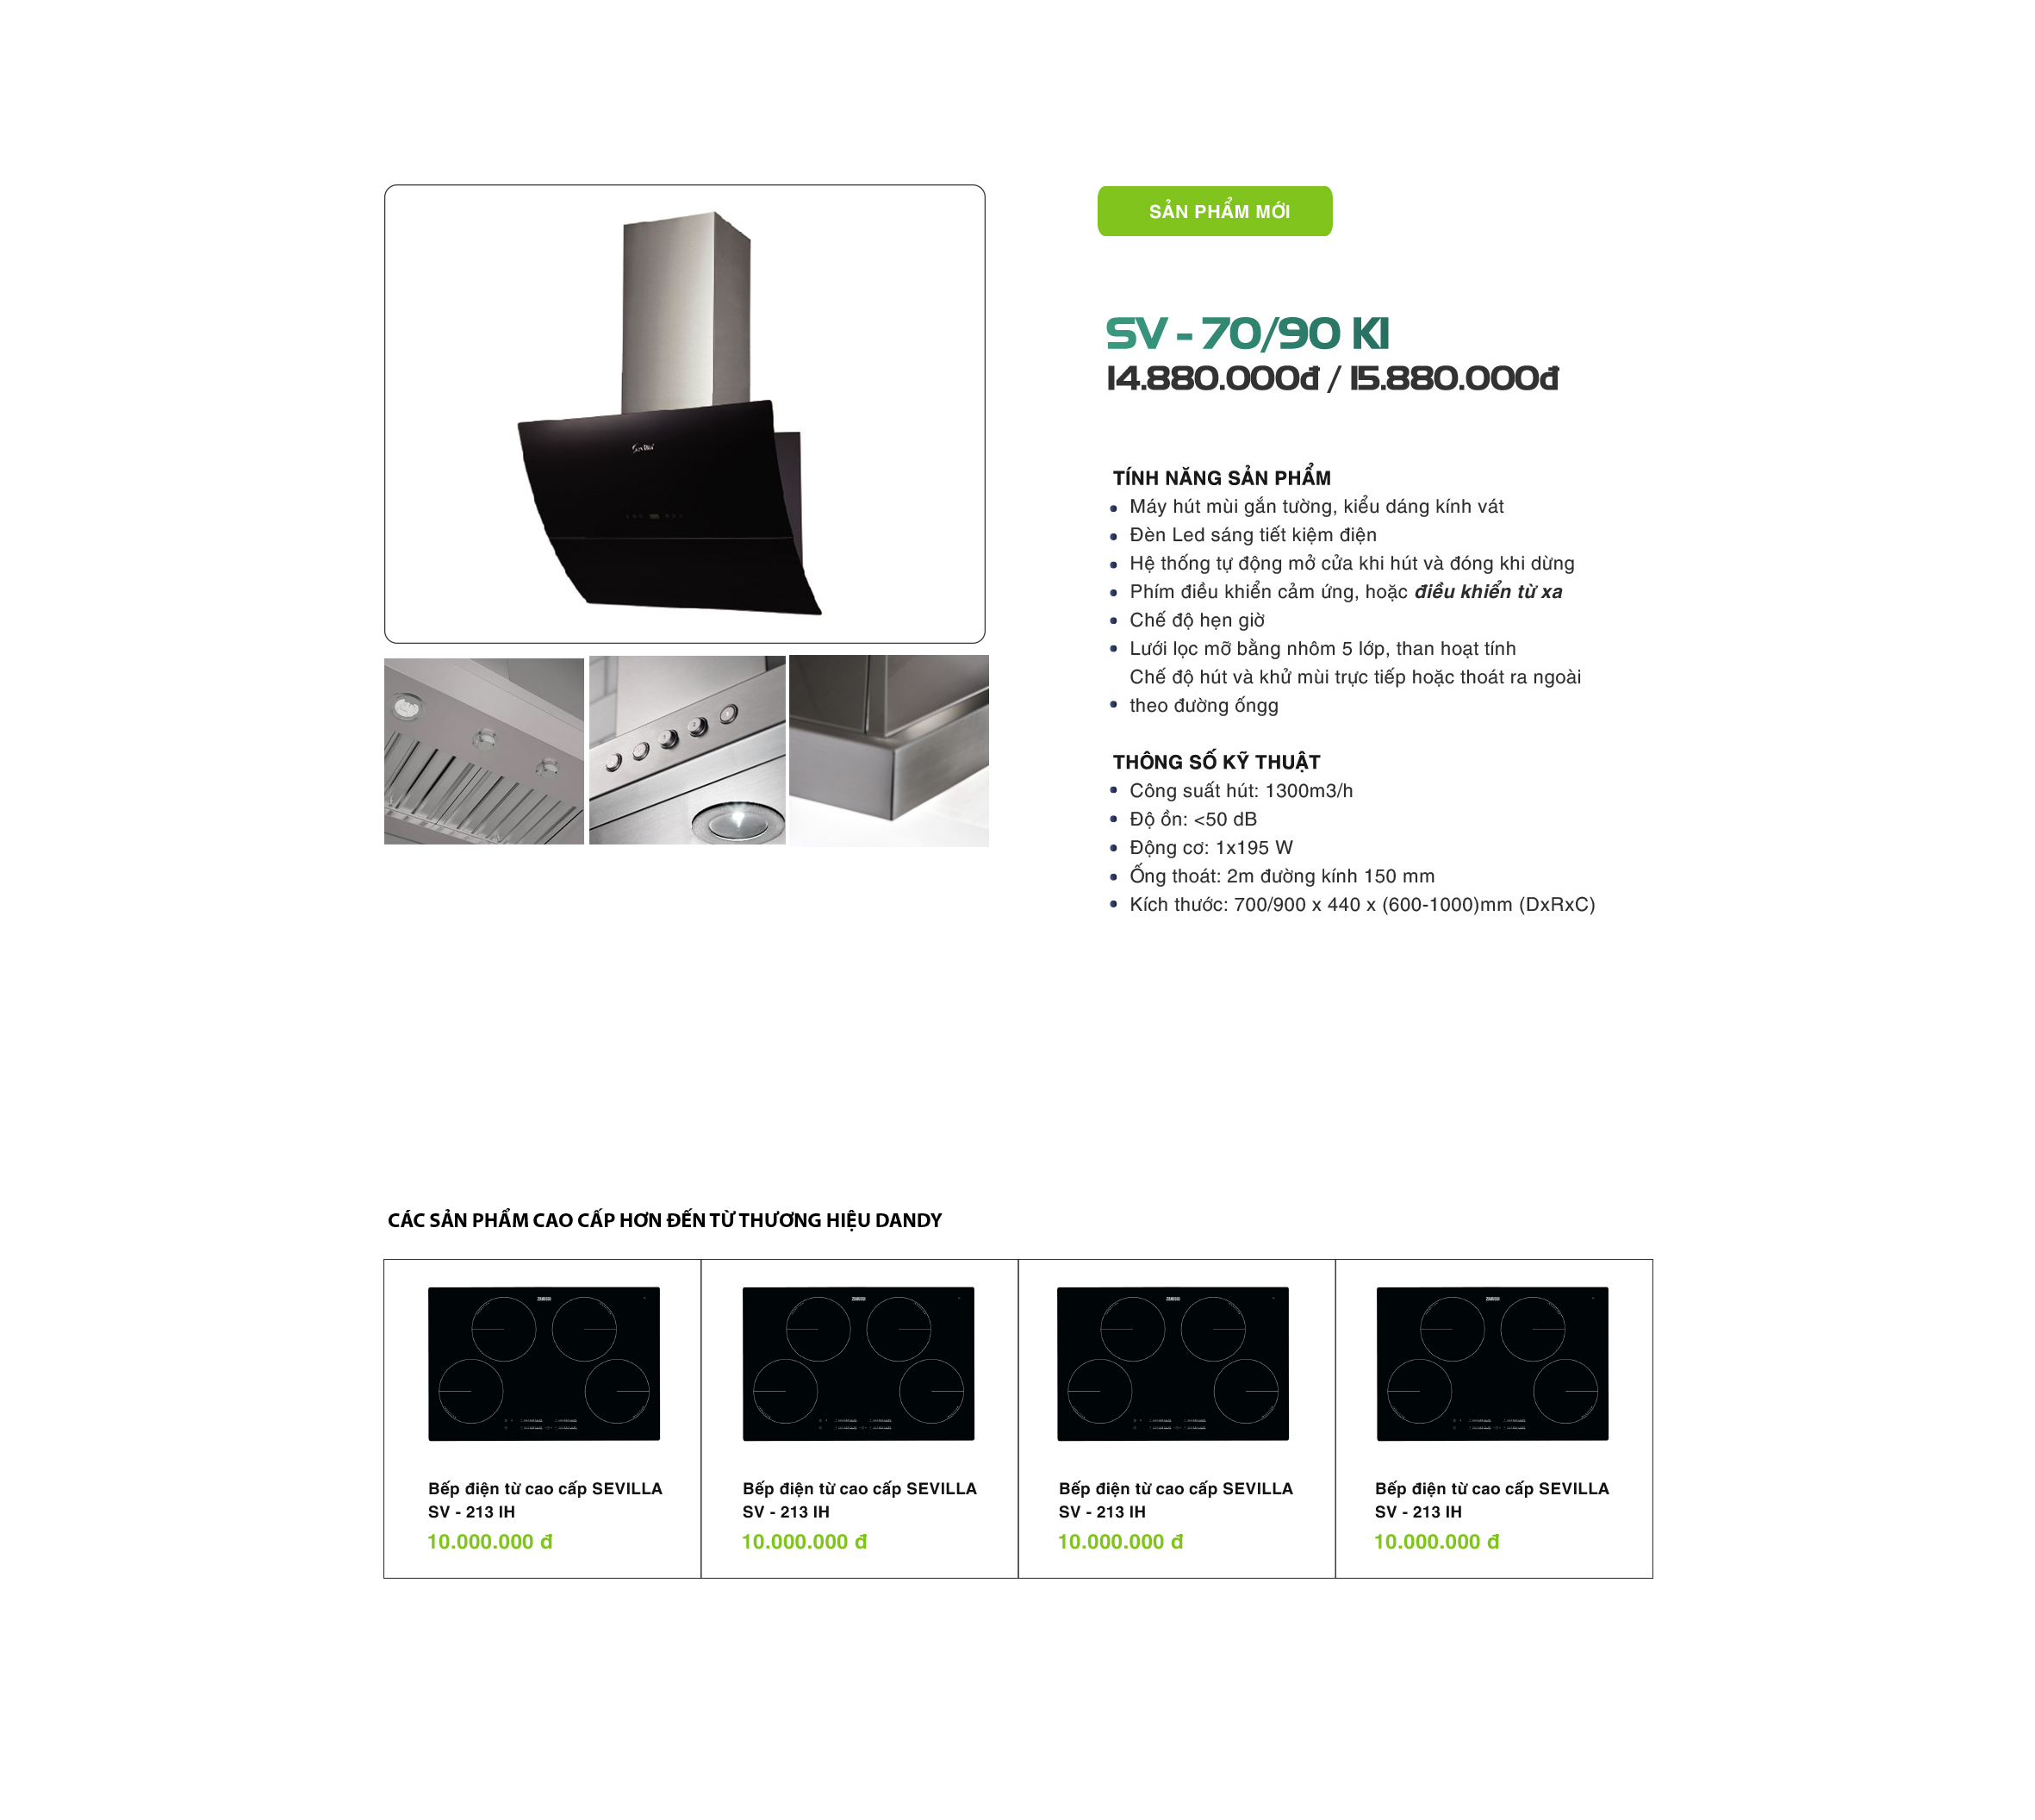 SẢN PHẨM MỚI
SV - 70/90 KI
14.880.000đ / 15.880.000đ
Sevilla
TÍNH NĂNG SẢN PHẨM
Máy hút mùi gắn tường, kiểu dáng kính vát
Đèn Led sáng tiết kiệm điện
Hệ thống tự động mở cửa khi hút và đóng khi dừng
Phím điều khiển cảm ứng, hoặc điều khiển từ xa
Chế độ hẹn giờ
Lưới lọc mỡ bằng nhôm 5 lớp, than hoạt tính
Chế độ hút và khử mùi trực tiếp hoặc thoát ra ngoài
theo đường ốngg
THÔNG SỐ KỸ THUẬT
Công suất hút: 1300m3/h
Độ ồn: <50 dB
Động cơ: 1x195 W
Ống thoát: 2m đường kính 150 mm
Kích thước: 700/900 x 440 x (600-1000)mm (DxRxC)
CÁC SẢN PHẨM CAO CẤP HƠN ĐẾN TỪ THƯƠNG HIỆU DANDY
Bếp điện từ cao cấp SEVILLA
SV - 213 IH
10.000.000 đ
Bếp điện từ cao cấp SEVILLA
SV - 213 IH
10.000.000 đ
Bếp điện từ cao cấp SEVILLA
SV - 213 IH
10.000.000 đ
Bếp điện từ cao cấp SEVILLA
SV - 213 IH
10.000.000 đ